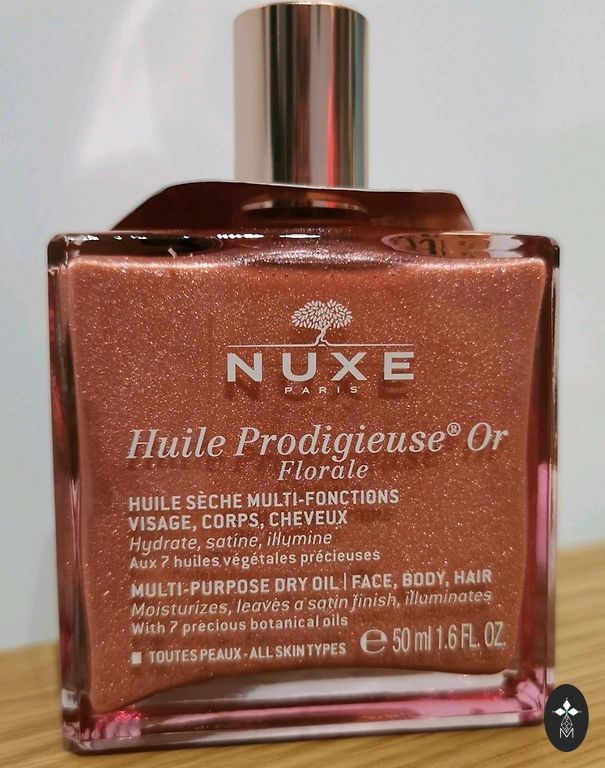 NUXE
PARIS
Huile Prodigieuse® Or
Florale
HUILE SÈCHE MULTI-FONCTIONS
VISAGE, CORPS, CHEVEUX
Hydrate, satine, illumine
Aux 7 huiles végétales précieuses
MULTI-PURPOSE DRY OIL | FACE, BODY, HAIR
Moisturizes, leaves a satin finish, illuminates
With 7 precious botanical oils
TOUTES PEAUX - ALL SKIN TYPES ℮ 50 ml 1.6 FL. OZ.
M